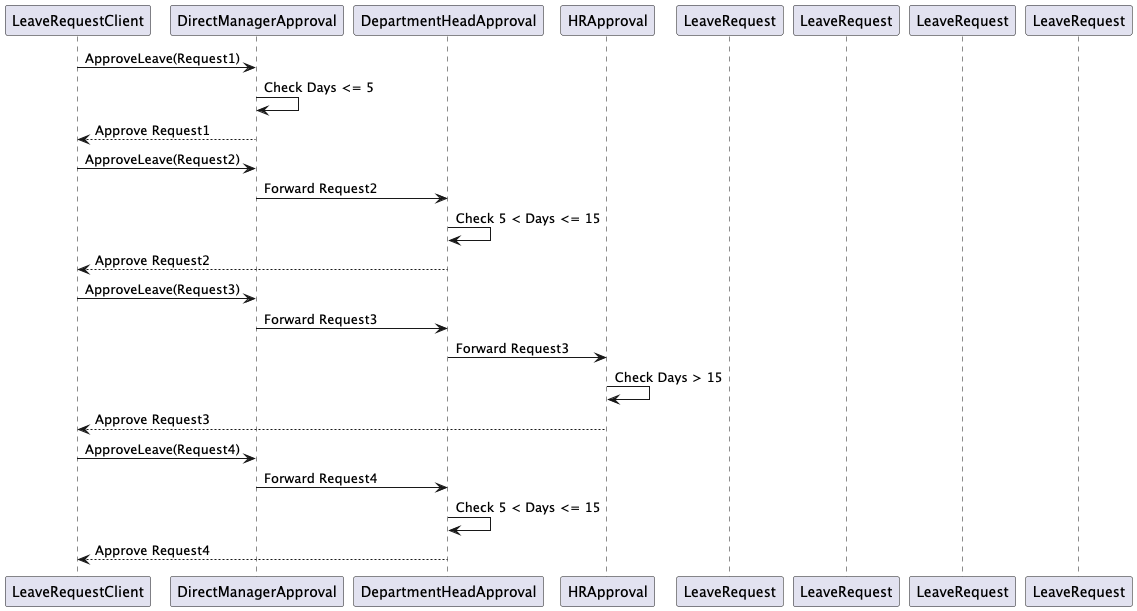 LeaveRequestClient DirectManagerApproval DepartmentHeadApproval HRApproval LeaveRequest LeaveRequest LeaveRequest LeaveRequest
ApproveLeave(Request1)
Check Days <= 5
Approve Request1
ApproveLeave(Request2)
Forward Request2
Check 5 < Days <= 15
Approve Request2
ApproveLeave(Request3)
Forward Request3
Forward Request3
Check Days > 15
Approve Request3
ApproveLeave(Request4)
Forward Request4
Check 5 < Days <= 15
Approve Request4
LeaveRequestClient DirectManagerApproval DepartmentHeadApproval HRApproval LeaveRequest LeaveRequest LeaveRequest LeaveRequest